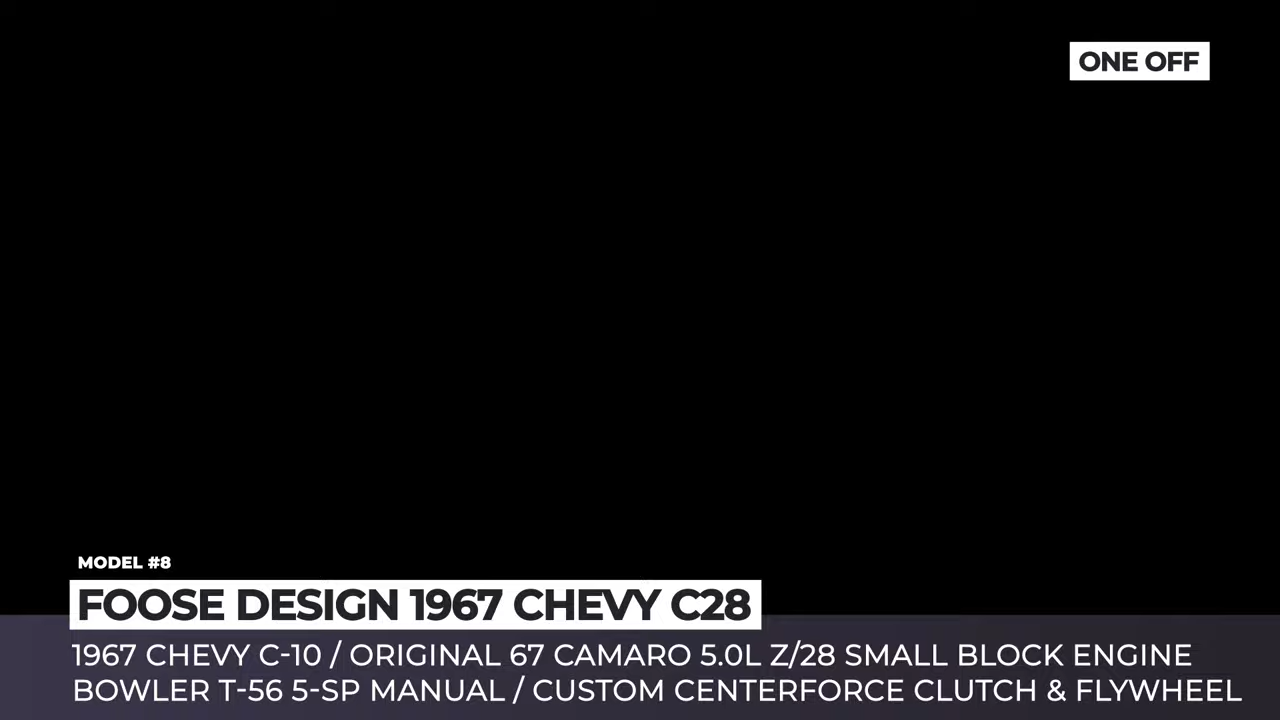 ONE OFF
MODEL #8
FOOSE DESIGN 1967 CHEVY C28
1967 CHEVY C-10 / ORIGINAL 67 CAMARO 5.0L Z/28 SMALL BLOCK ENGINE
BOWLER T-56 5-SP MANUAL / CUSTOM CENTERFORCE CLUTCH & FLYWHEEL